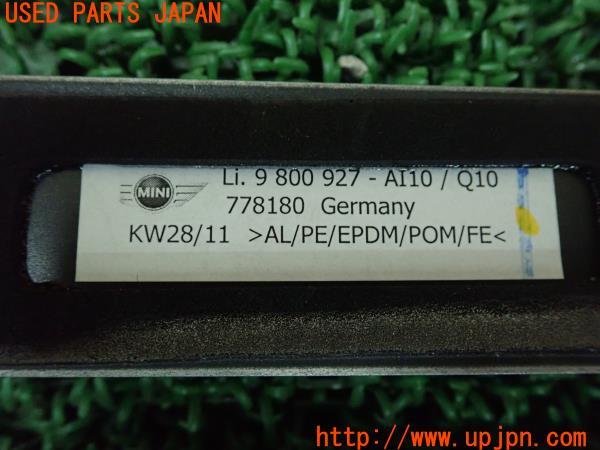 USED PARTS JAPAN
MINI
Li. 9 800 927 - AI10 / Q10
778180 Germany
KW28/11 >AL/PE/EPDM/POM/FE<
http://www.upjpn.com/